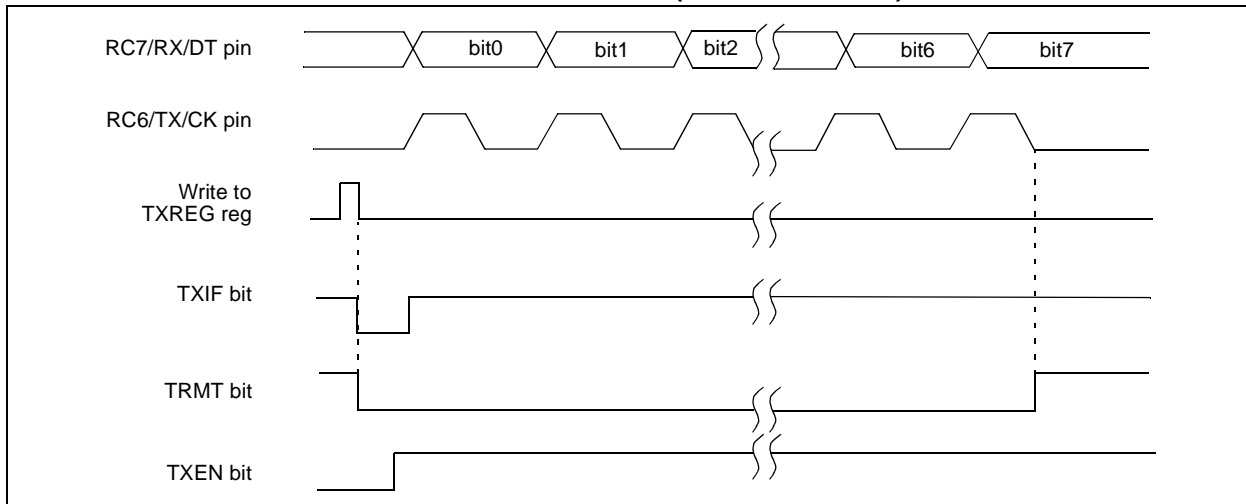 RC7/RX/DT pin
bit0
bit1
bit2
bit6
bit7
RC6/TX/CK pin
Write to
TXREG reg
TXIF bit
TRMT bit
TXEN bit